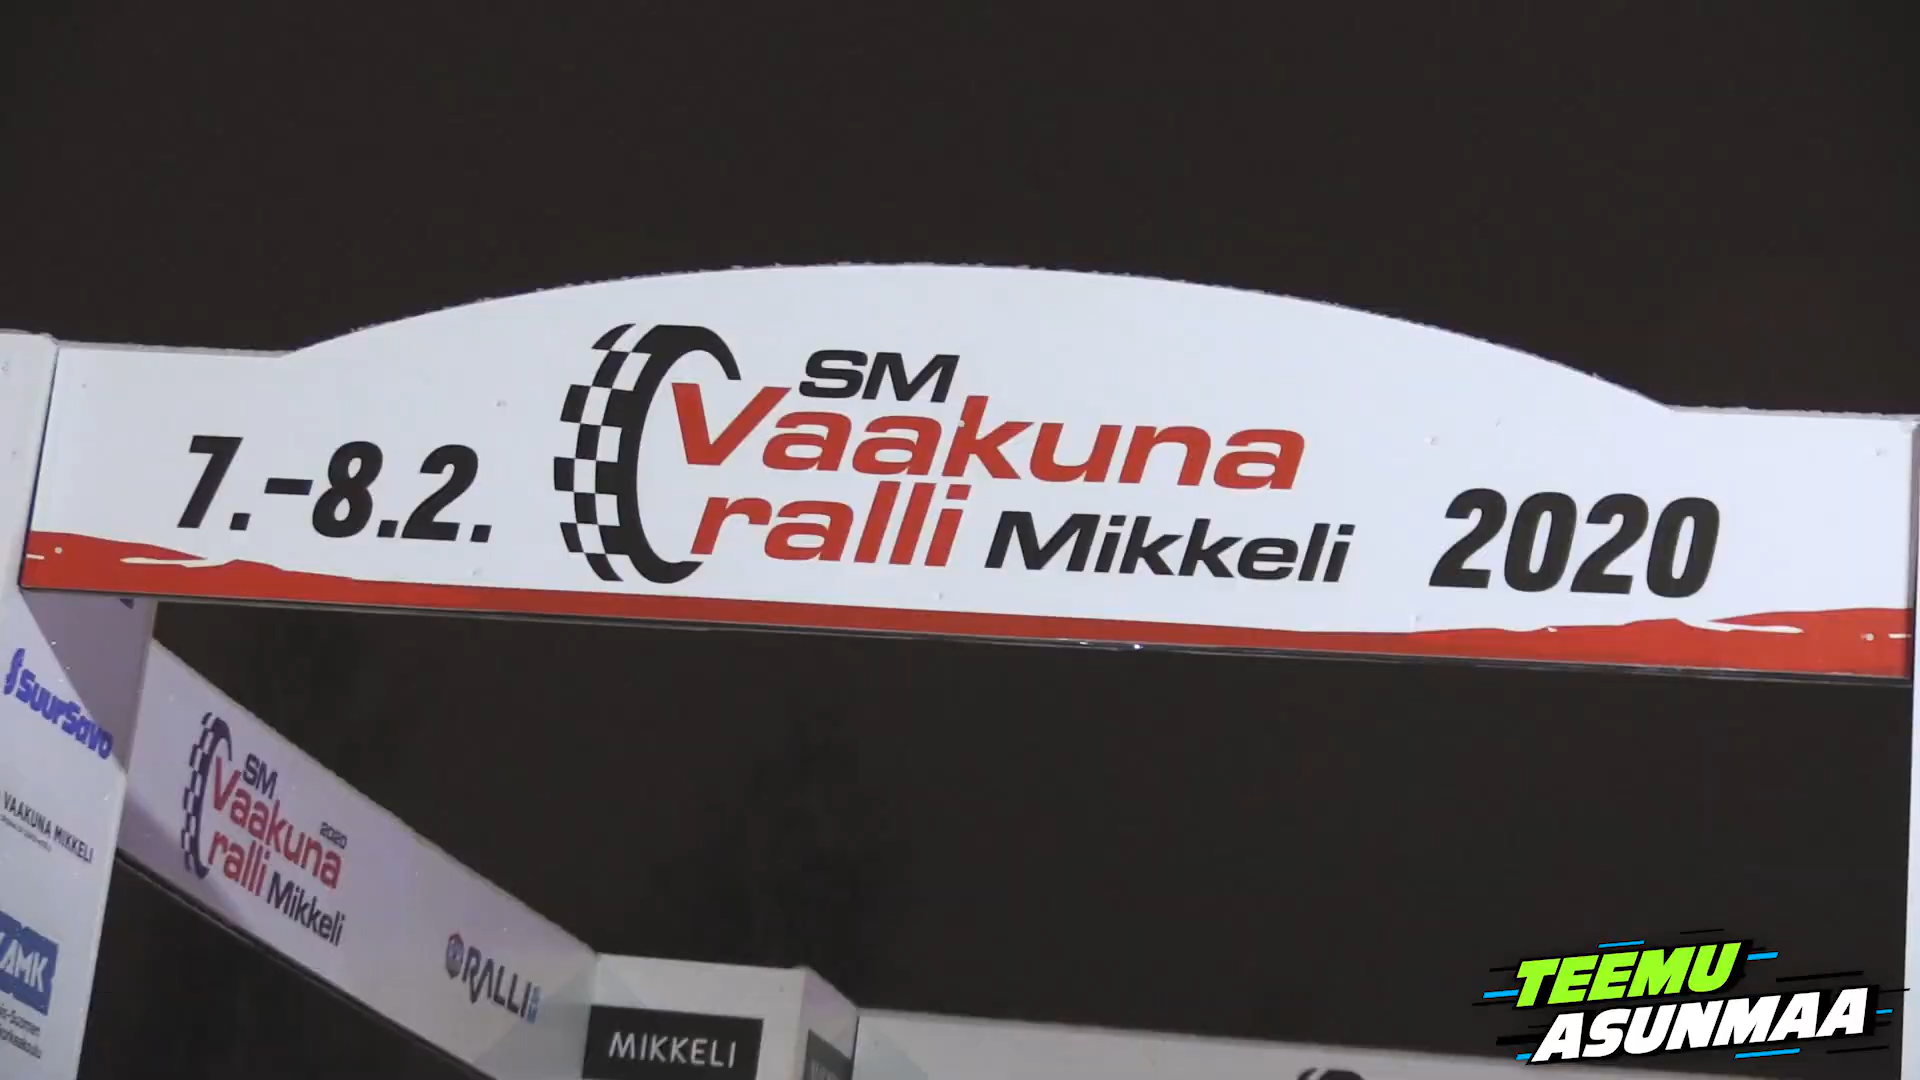 SM
Vaakuna
7.-8.2.
ralli Mikkeli
2020
SuurSavo
VAAKUNA MIKKELI
AMK
SM
Vaakuna
2020
ralli Mikkeli
RALLI
MIKKELI
TEEMU
ASUNMAA